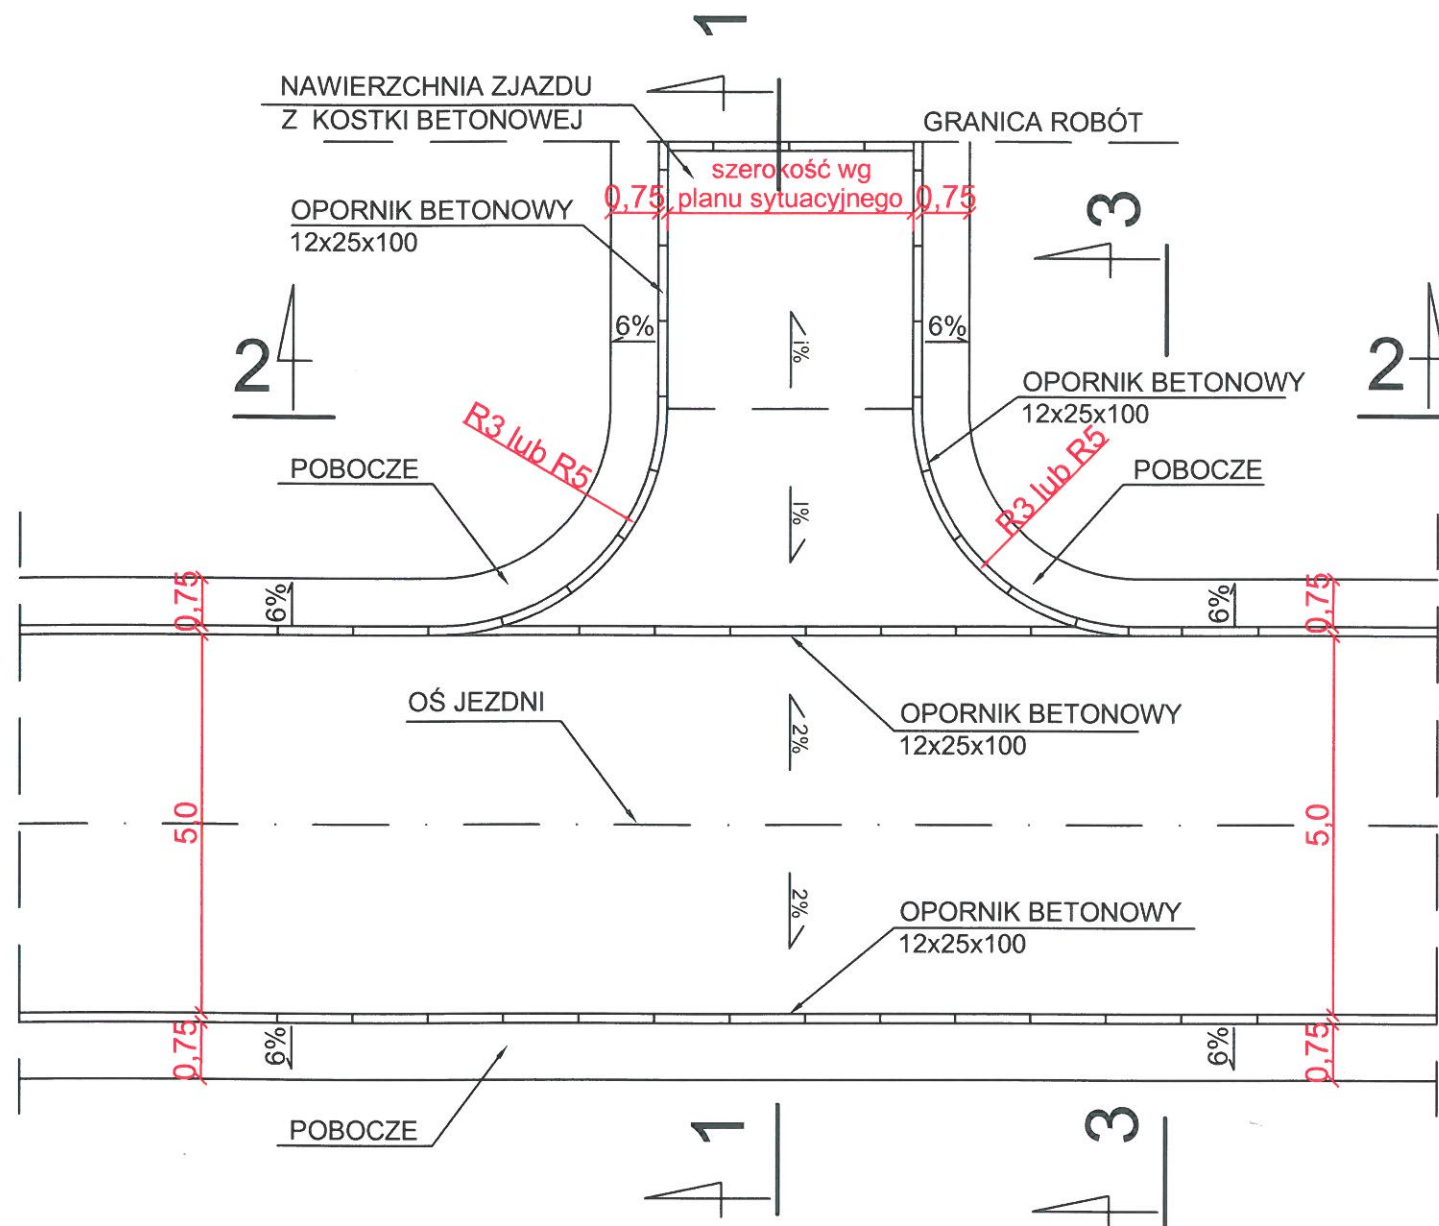 1
NAWIERZCHNIA ZJAZDU
Z KOSTKI BETONOWEJ
GRANICA ROBÓT
szerokość wg
planu sytuacyjnego
0,75
0,75
OPORNIK BETONOWY
12x25x100
3
2
6%
i%
6%
2
OPORNIK BETONOWY
12x25x100
R3 lub R5
R3 lub R5
POBOCZE
POBOCZE
i%
0,75
6%
6%
0,75
OŚ JEZDNI
OPORNIK BETONOWY
12x25x100
2%
5,0
5,0
2%
OPORNIK BETONOWY
12x25x100
0,75
6%
6%
0,75
POBOCZE
1
3